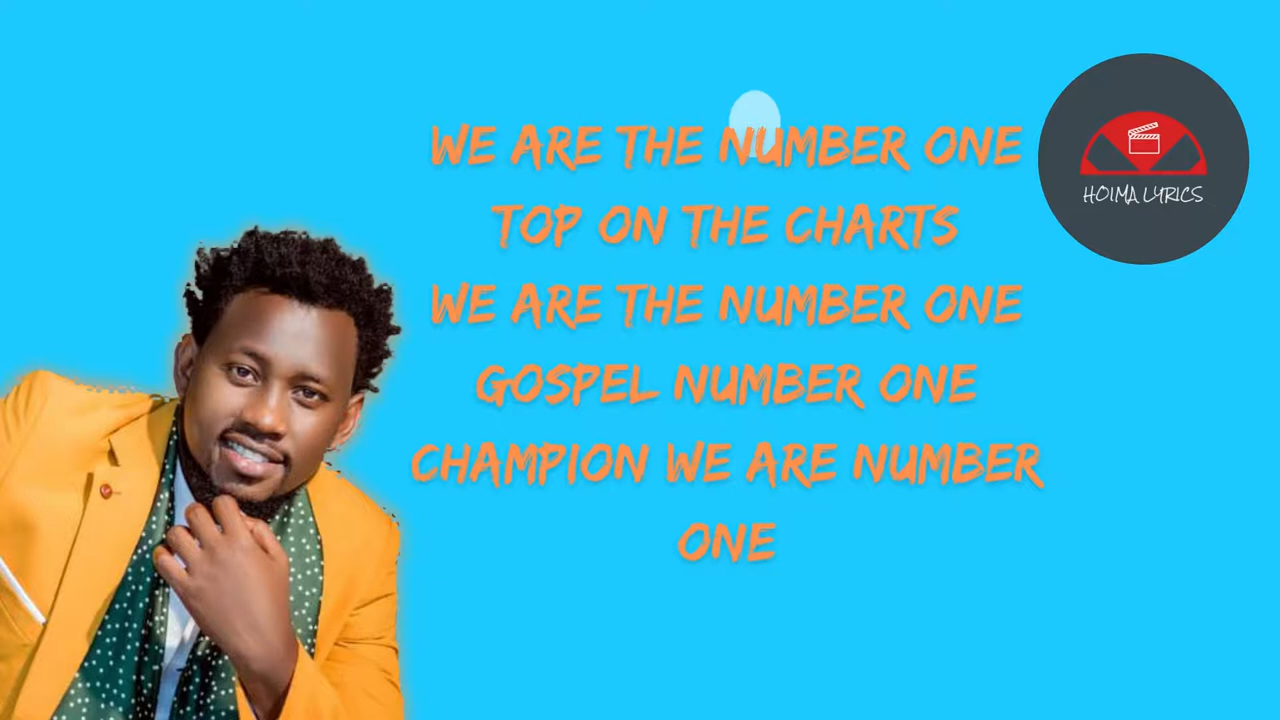 WE ARE THE NUMBER ONE
TOP ON THE CHARTS
WE ARE THE NUMBER ONE
GOSPEL NUMBER ONE
CHAMPION WE ARE NUMBER
ONE
HOIMA LYRICS